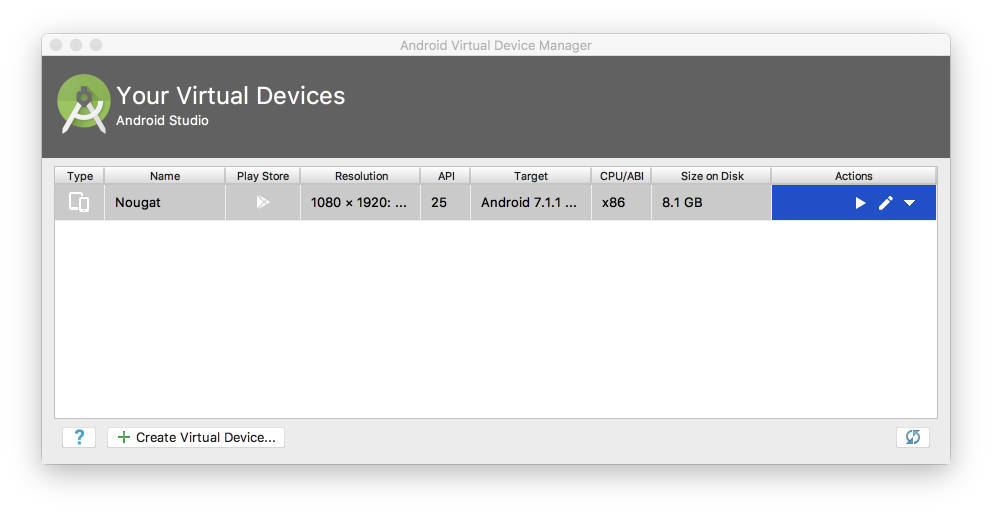 Android Virtual Device Manager
Your Virtual Devices
Android Studio
Type Name Play Store Resolution API Target CPU/ABI Size on Disk Actions
Nougat 1080 × 1920: ... 25 Android 7.1.1 ... x86 8.1 GB
? Create Virtual Device...